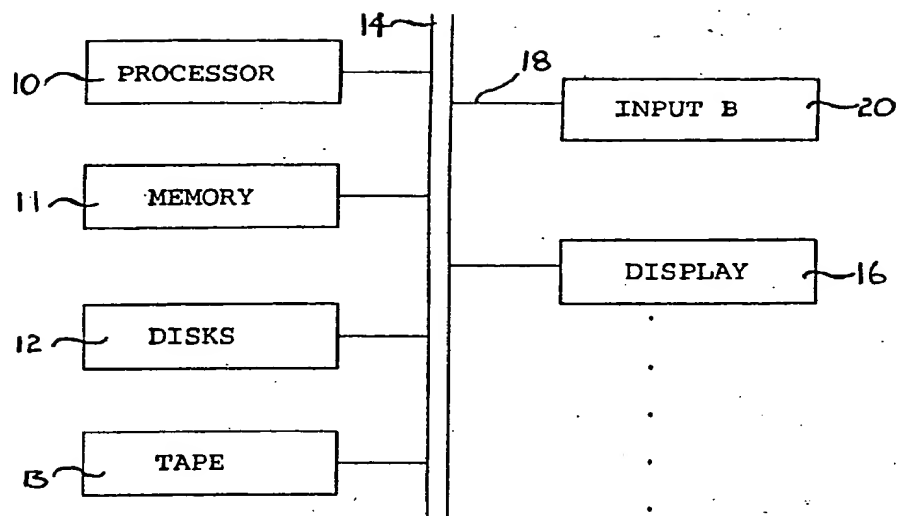 14
10 PROCESSOR
18
INPUT B 20
11 MEMORY
DISPLAY 16
12 DISKS
13 TAPE